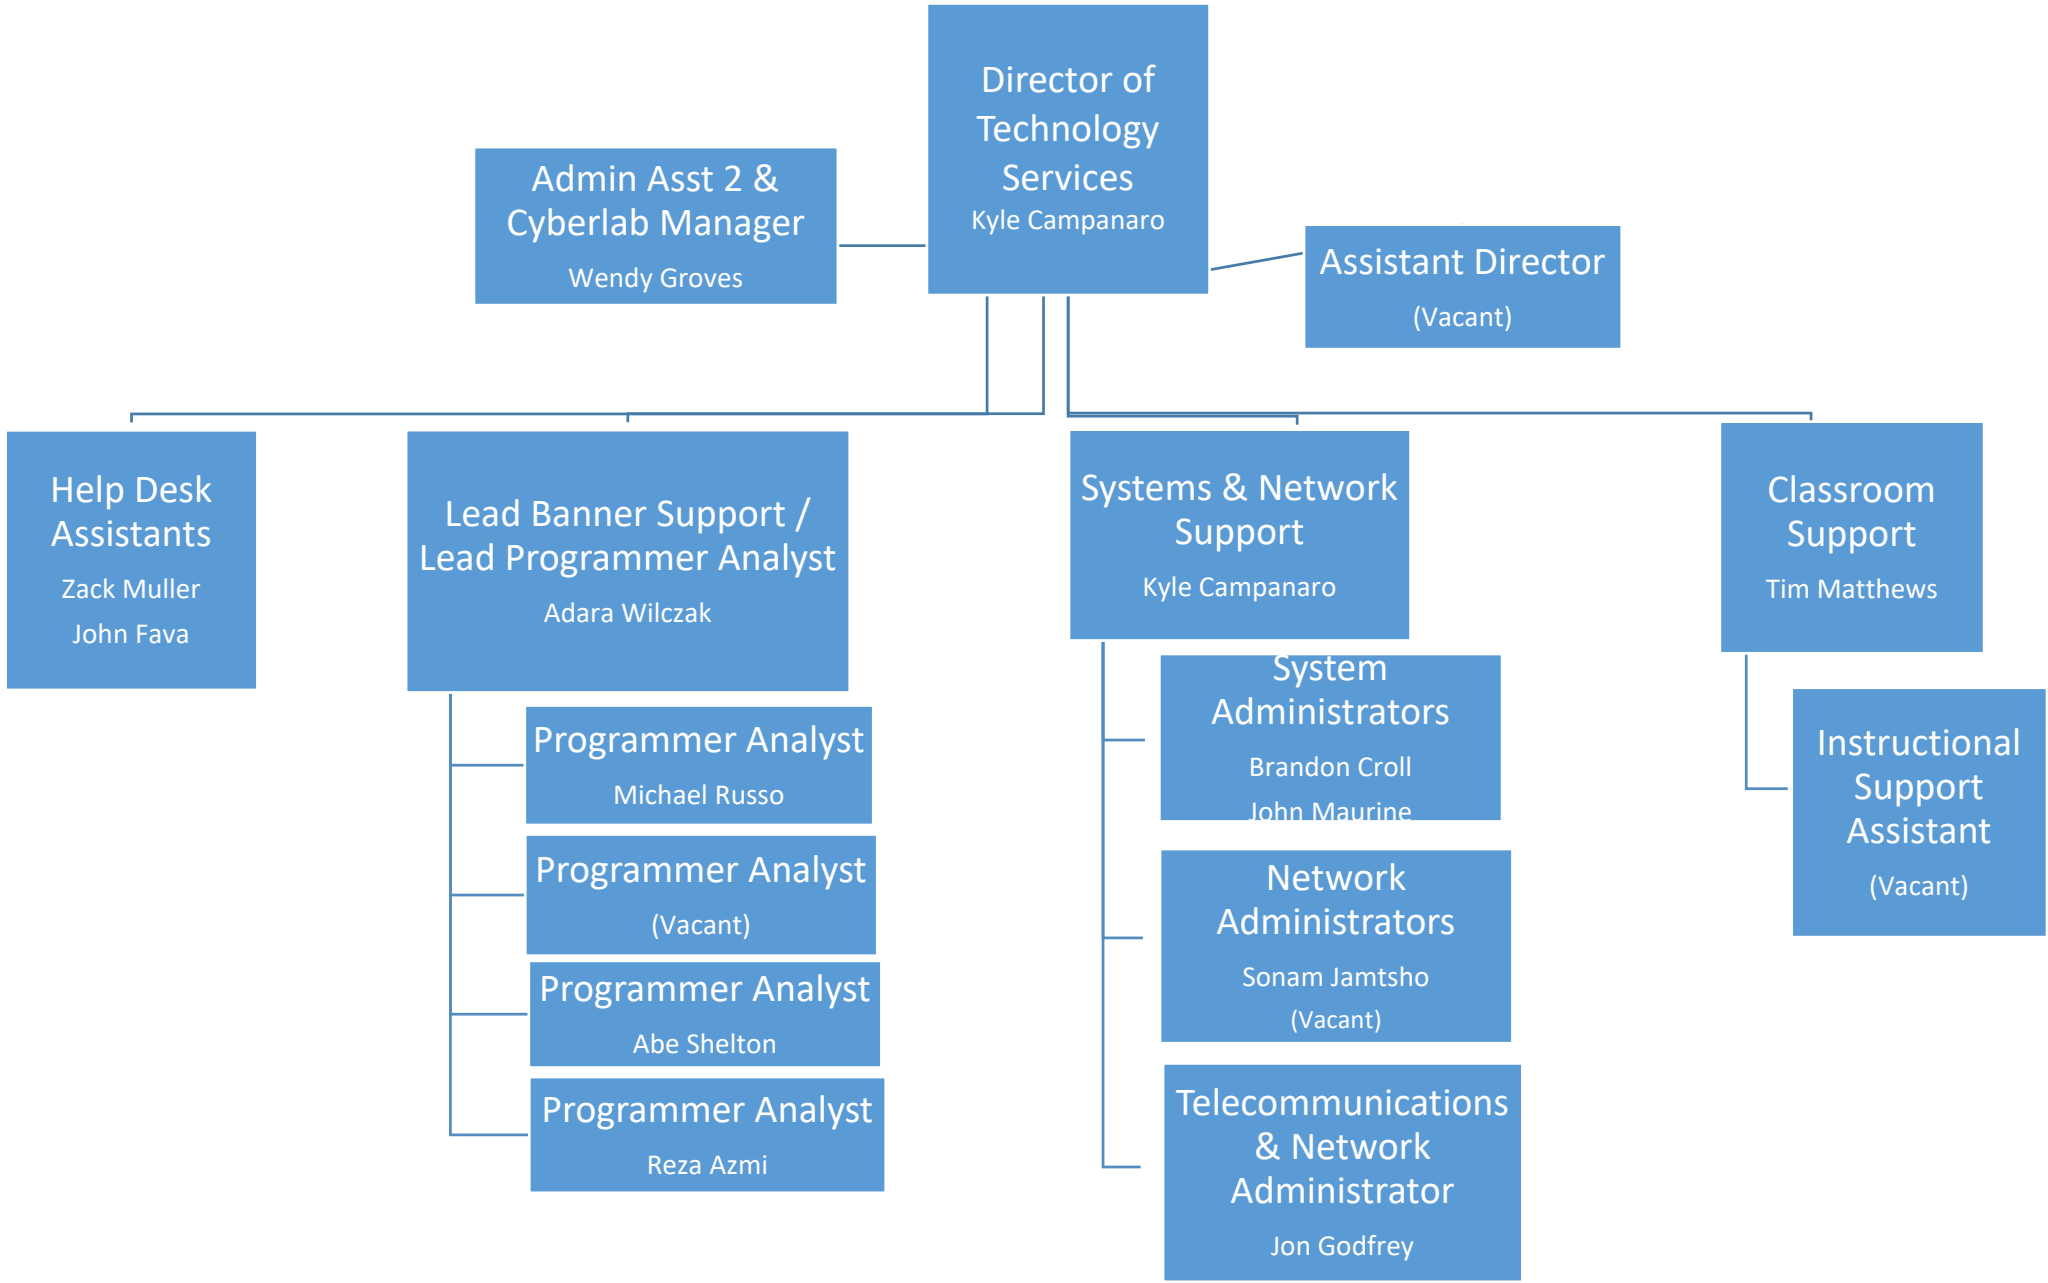 Director of
Technology
Services
Kyle Campanaro
Admin Asst 2 &
Cyberlab Manager
Wendy Groves
Assistant Director
(Vacant)
Help Desk
Assistants
Zack Muller
John Fava
Lead Banner Support /
Lead Programmer Analyst
Adara Wilczak
Programmer Analyst
Michael Russo
Programmer Analyst
(Vacant)
Programmer Analyst
Abe Shelton
Programmer Analyst
Reza Azmi
Systems & Network
Support
Kyle Campanaro
System
Administrators
Brandon Croll
John Maurine
Network
Administrators
Sonam Jamtsho
(Vacant)
Telecommunications
& Network
Administrator
Jon Godfrey
Classroom
Support
Tim Matthews
Instructional
Support
Assistant
(Vacant)